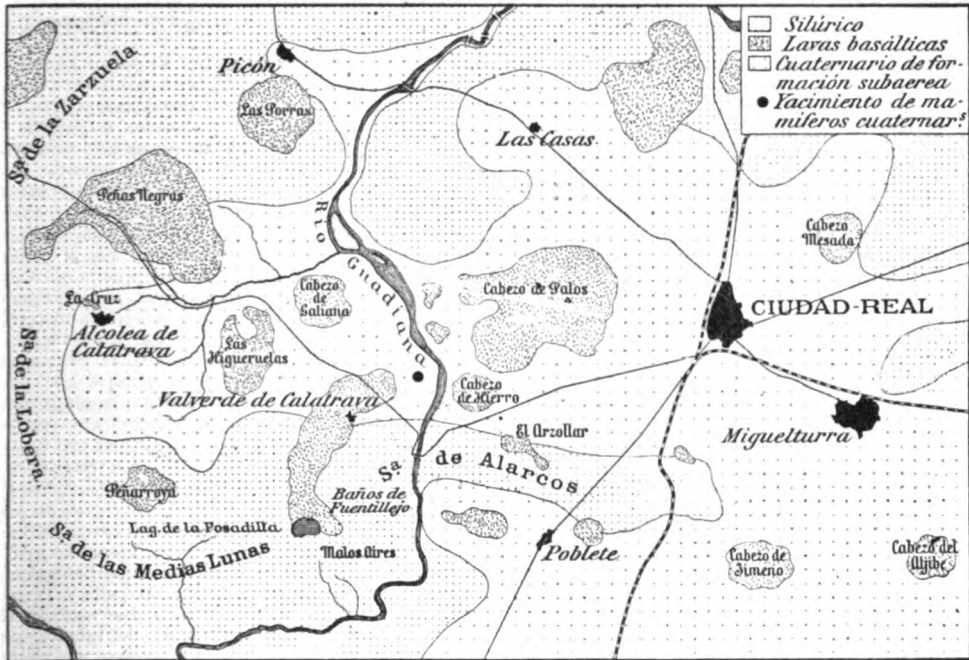 Silúrico
Lavas basálticas
Cuaternario de for-
mación subaerea
Yacimiento de ma-
miferos cuaternar.s
Picón
Sa. de la Zarzuela
Las Porras
Las Casas
Peñas Negras
Río Guadiana
Cabezo
Mesada
Cabezo
de
Galiana
Cabezo de Palos
La Cruz
CIUDAD-REAL
Alcolea de
Calatrava
Las
Higueruelas
Sa. de la Lobera
Valverde de Calatrava
Cabezo
de Hierro
El Arzollar
Miguelturra
Sa. de Alarcos
Peñarroya
Baños de
Fuentillejo
Lag. de la Posadilla
Sa. de las Medias Lunas
Malos Aires
Poblete
Cabezo de
Jimeno
Cabezo del
Aljibe